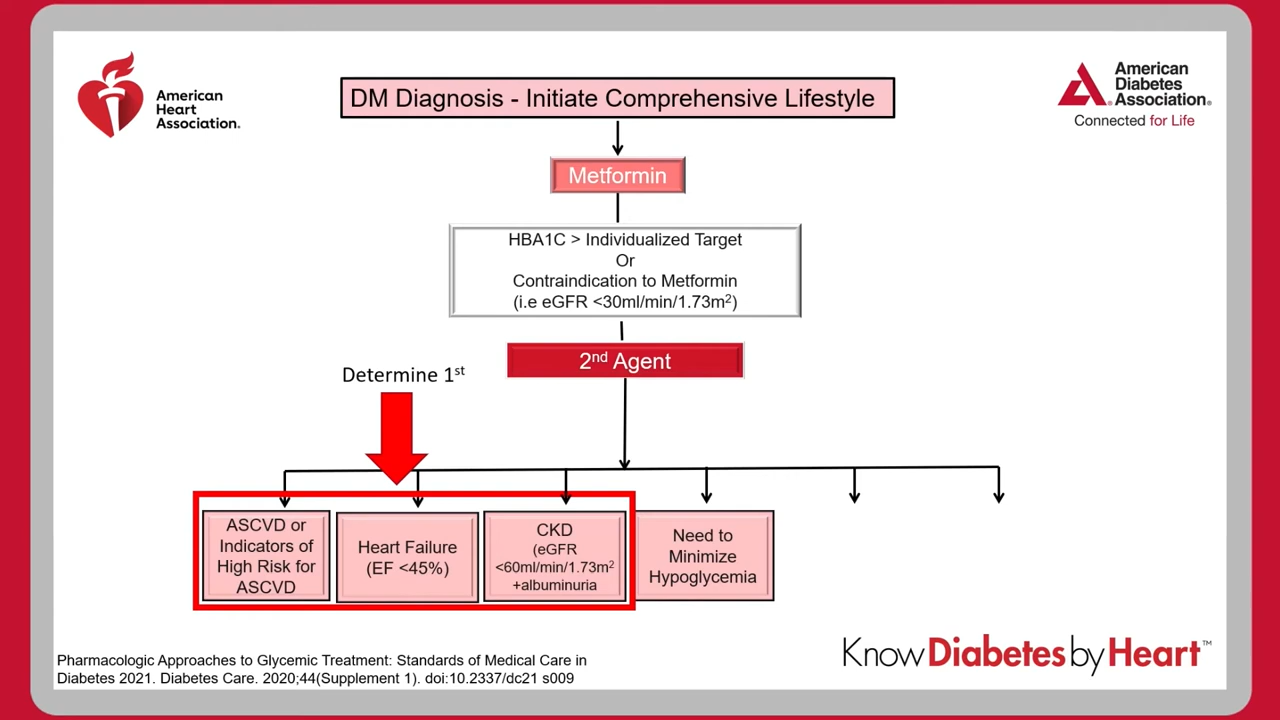 American
Heart
Association.
American
Diabetes
Association®
Connected for Life
DM Diagnosis - Initiate Comprehensive Lifestyle
Metformin
HBA1C > Individualized Target
Or
Contraindication to Metformin
(i.e eGFR <30ml/min/1.73m²)
2nd Agent
Determine 1st
ASCVD or
Indicators of
High Risk for
ASCVD
Heart Failure
(EF <45%)
CKD
(eGFR
<60ml/min/1.73m²
+albuminuria
Need to
Minimize
Hypoglycemia
Know Diabetes by Heart™
Pharmacologic Approaches to Glycemic Treatment: Standards of Medical Care in
Diabetes 2021. Diabetes Care. 2020;44(Supplement 1). doi:10.2337/dc21 s009